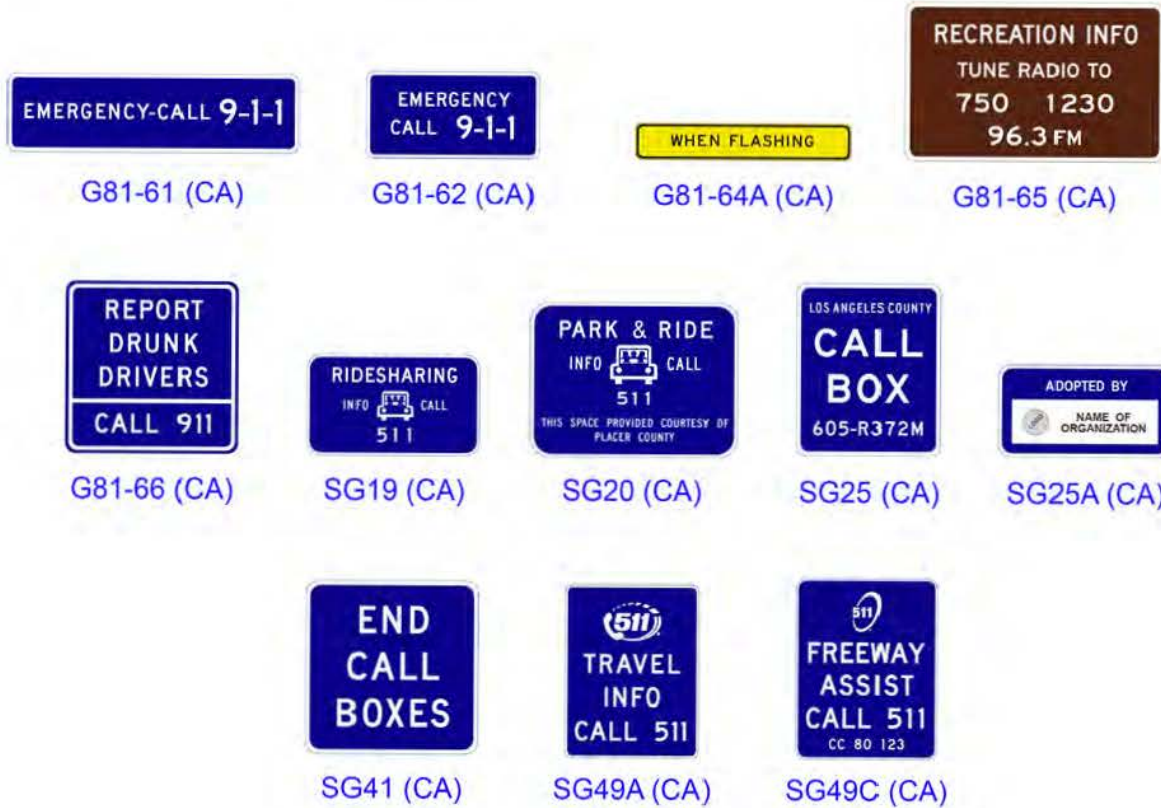 EMERGENCY-CALL 9-1-1
G81-61 (CA)
EMERGENCY
CALL 9-1-1
G81-62 (CA)
WHEN FLASHING
G81-64A (CA)
RECREATION INFO
TUNE RADIO TO
750 1230
96.3 FM
G81-65 (CA)
REPORT
DRUNK
DRIVERS
CALL 911
G81-66 (CA)
RIDESHARING
INFO CALL
511
SG19 (CA)
PARK & RIDE
INFO CALL
511
THIS SPACE PROVIDED COURTESY OF
PLACER COUNTY
SG20 (CA)
LOS ANGELES COUNTY
CALL
BOX
605-R372M
SG25 (CA)
ADOPTED BY
NAME OF
ORGANIZATION
SG25A (CA)
END
CALL
BOXES
SG41 (CA)
511
TRAVEL
INFO
CALL 511
SG49A (CA)
511
FREEWAY
ASSIST
CALL 511
CC 80 123
SG49C (CA)